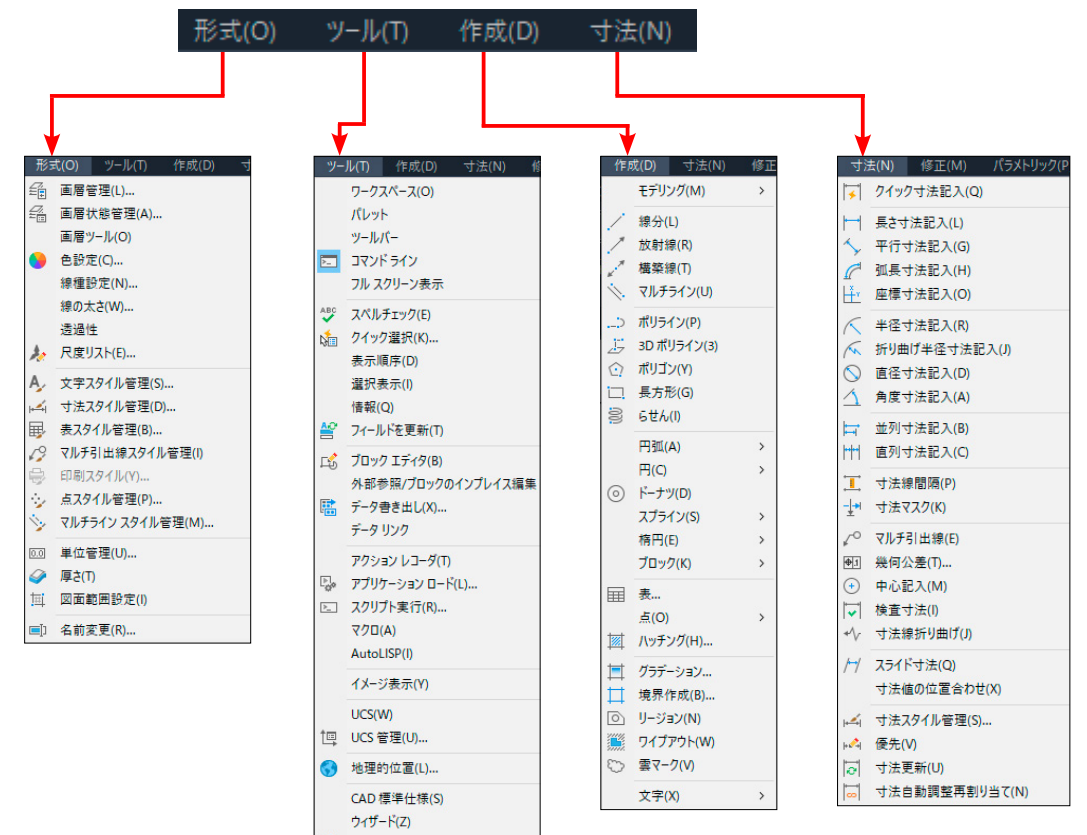 形式(O) ツール(T) 作成(D) 寸法(N)
形式(O) ツール(T) 作成(D) 寸
画層管理(L)...
画層状態管理(A)...
画層ツール(O)
色設定(C)...
線種設定(N)...
線の太さ(W)...
透過性
尺度リスト(E)...
文字スタイル管理(S)...
寸法スタイル管理(D)...
表スタイル管理(B)...
マルチ引出線スタイル管理(I)
印刷スタイル(Y)...
点スタイル管理(P)...
マルチライン スタイル管理(M)...
0.0 単位管理(U)...
厚さ(T)
図面範囲設定(I)
名前変更(R)...
ツール(T) 作成(D) 寸法(N) 修
ワークスペース(O)
パレット
ツールバー
コマンド ライン
フル スクリーン表示
ABC スペルチェック(E)
クイック選択(K)...
表示順序(D)
選択表示(I)
情報(Q)
フィールドを更新(T)
ブロック エディタ(B)
外部参照/ブロックのインプレイス編集
データ書き出し(X)...
データ リンク
アクション レコーダ(T)
アプリケーション ロード(L)...
スクリプト実行(R)...
マクロ(A)
AutoLISP(I)
イメージ表示(Y)
UCS(W)
UCS 管理(U)...
地理的位置(L)...
CAD 標準仕様(S)
ウィザード(Z)
作成(D) 寸法(N) 修正
モデリング(M)
線分(L)
放射線(R)
構築線(T)
マルチライン(U)
ポリライン(P)
3D ポリライン(3)
ポリゴン(Y)
長方形(G)
らせん(I)
円弧(A)
円(C)
ドーナツ(D)
スプライン(S)
楕円(E)
ブロック(K)
表...
点(O)
ハッチング(H)...
グラデーション...
境界作成(B)...
リージョン(N)
ワイプアウト(W)
雲マーク(V)
文字(X)
寸法(N) 修正(M) パラメトリック(P
クイック寸法記入(Q)
長さ寸法記入(L)
平行寸法記入(G)
弧長寸法記入(H)
座標寸法記入(O)
半径寸法記入(R)
折り曲げ半径寸法記入(J)
直径寸法記入(D)
角度寸法記入(A)
並列寸法記入(B)
直列寸法記入(C)
寸法線間隔(P)
寸法マスク(K)
マルチ引出線(E)
幾何公差(T)...
中心記入(M)
検査寸法(I)
寸法線折り曲げ(J)
スライド寸法(Q)
寸法値の位置合わせ(X)
寸法スタイル管理(S)...
優先(V)
寸法更新(U)
寸法自動調整再割り当て(N)